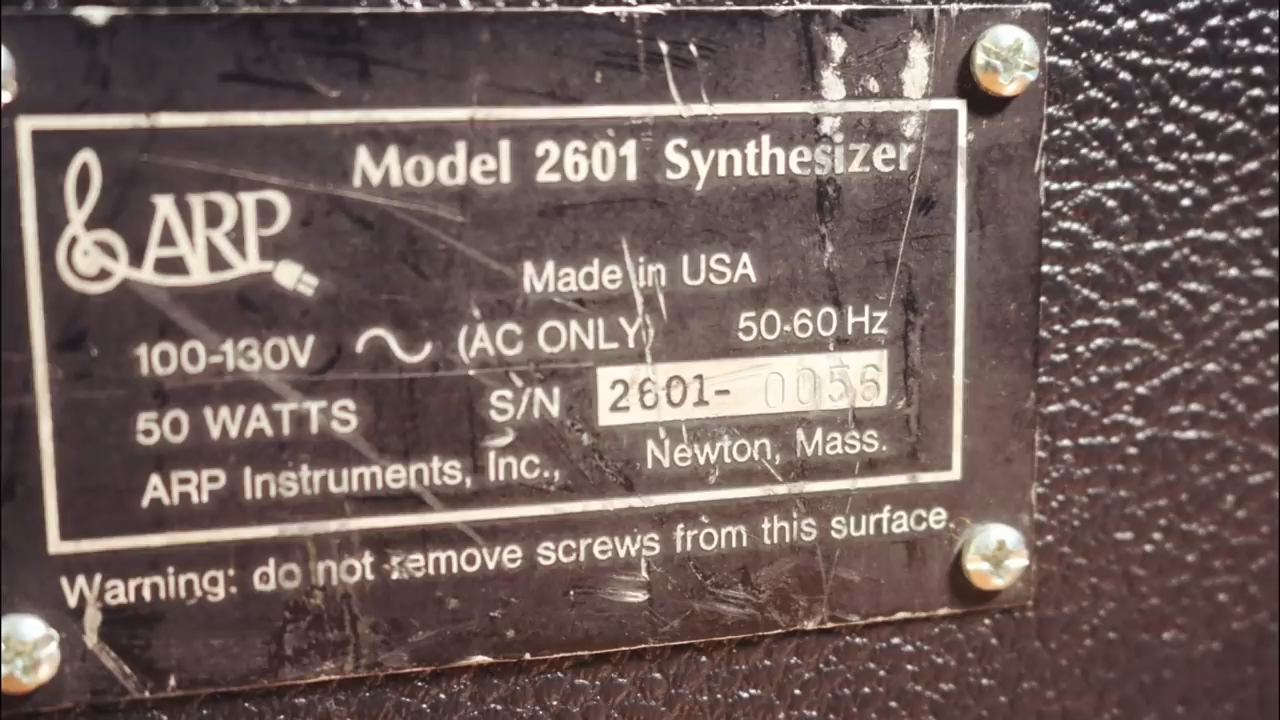 Model 2601 Synthesizer
ARP
Made in USA
100-130V ~ (AC ONLY) 50-60 Hz
50 WATTS S/N 2601- 0056
ARP Instruments, Inc., Newton, Mass.
Warning: do not remove screws from this surface.